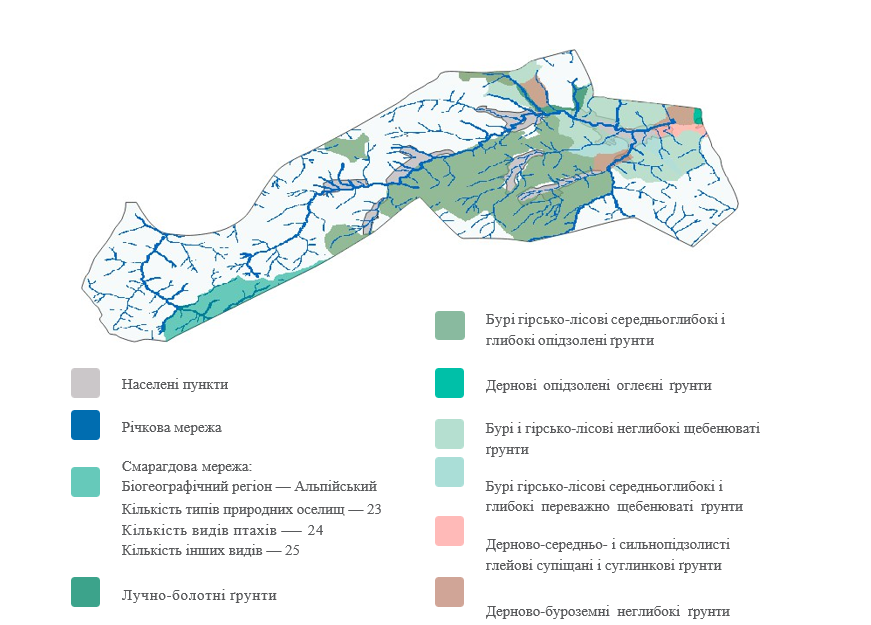 Населені пункти
Річкова мережа
Смарагдова мережа:
Біогеографічний регіон — Альпійський
Кількість типів природних оселищ — 23
Кількість видів птахів — 24
Кількість інших видів — 25
Лучно-болотні ґрунти
Бурі гірсько-лісові середньоглибокі і
глибокі опідзолені ґрунти
Дернові опідзолені оглеєні ґрунти
Бурі і гірсько-лісові неглибокі щебенюваті
ґрунти
Бурі гірсько-лісові середньоглибокі і
глибокі переважно щебенюваті ґрунти
Дерново-середньо- і сильнопідзолисті
глейові супіщані і суглинкові ґрунти
Дерново-буроземні неглибокі ґрунти